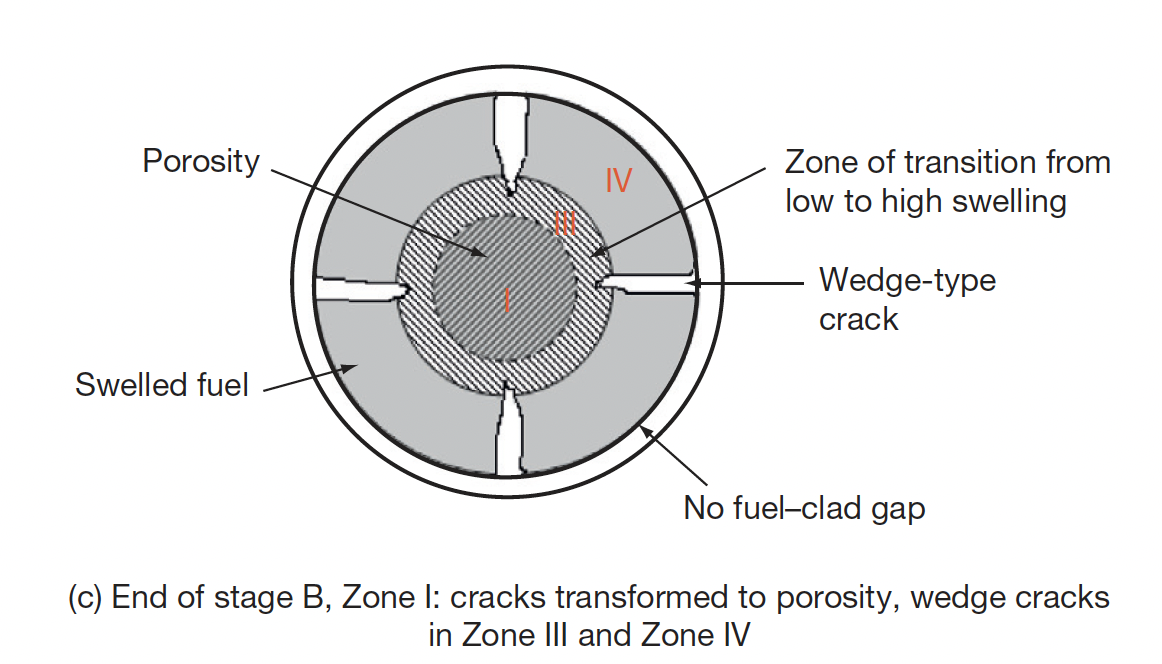 Porosity
Zone of transition from
low to high swelling
IV
III
I
Wedge-type
crack
Swelled fuel
No fuel–clad gap
(c) End of stage B, Zone I: cracks transformed to porosity, wedge cracks
in Zone III and Zone IV